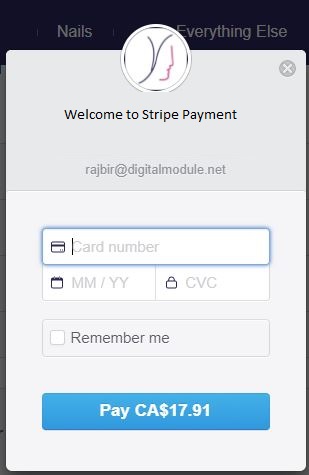 Nails Everything Else
Welcome to Stripe Payment
rajbir@digitalmodule.net
Card number
MM / YY CVC
Remember me
Pay CA$17.91